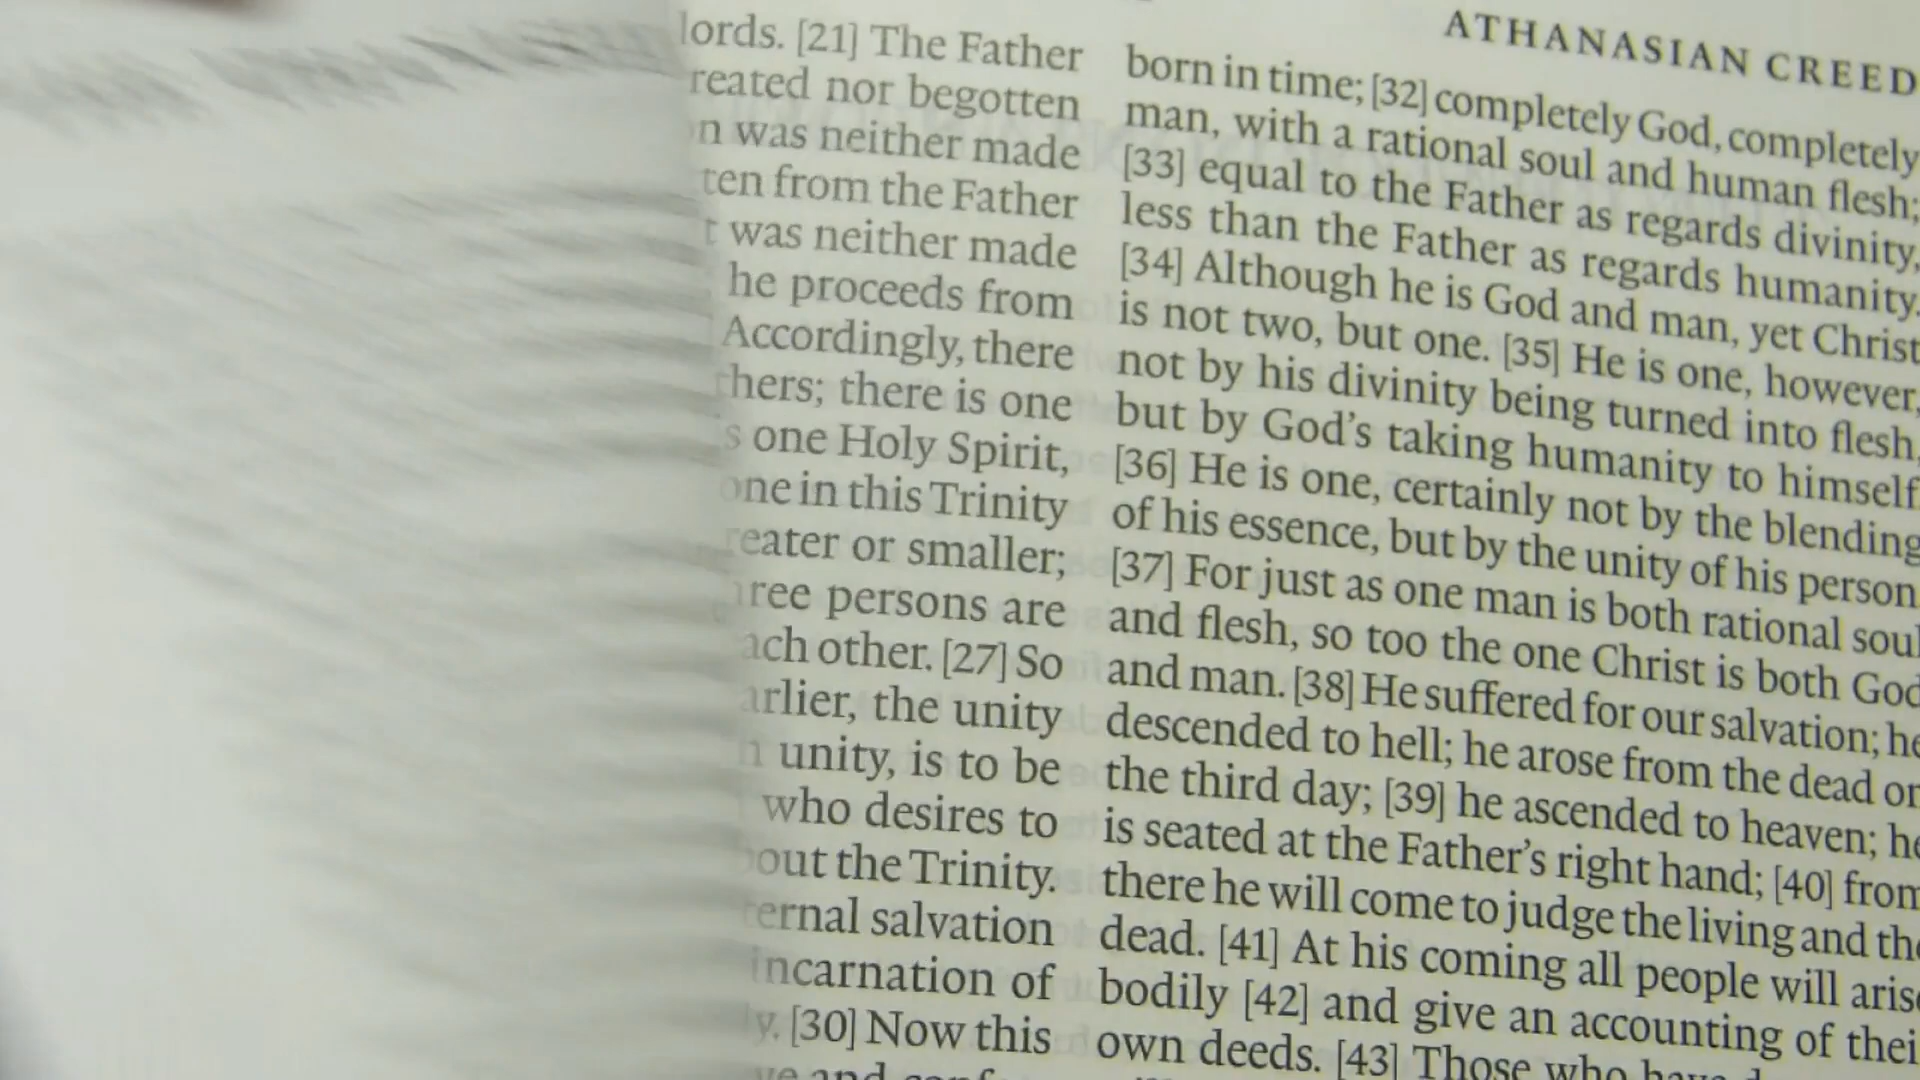 ATHANASIAN CREED
lords. [21] The Father
nor begotten
was neither made
from the Father
was neither made
he proceeds from
Accordingly, there
there is one
one Holy Spirit,
in this Trinity
or smaller;
persons are
other. [27] So
the unity
unity, is to be
who desires to
the Trinity.
salvation
incarnation of
[30] Now this
born in time; [32] completely God, completely
man, with a rational soul and human flesh;
[33] equal to the Father as regards divinity,
less than the Father as regards humanity.
[34] Although he is God and man, yet Christ
is not two, but one. [35] He is one, however,
not by his divinity being turned into flesh,
but by God's taking humanity to himself
[36] He is one, certainly not by the blending
of his essence, but by the unity of his person
[37] For just as one man is both rational soul
and flesh, so too the one Christ is both God
and man. [38] He suffered for our salvation; he
descended to hell; he arose from the dead on
the third day; [39] he ascended to heaven; he
is seated at the Father's right hand; [40] from
there he will come to judge the living and the
dead. [41] At his coming all people will arise
bodily [42] and give an accounting of their
own deeds. [43] Those who have